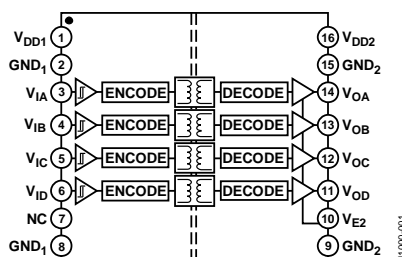 VDD1 1 16 VDD2
GND1 2 15 GND2
VIA 3 ENCODE DECODE 14 VOA
VIB 4 ENCODE DECODE 13 VOB
VIC 5 ENCODE DECODE 12 VOC
VID 6 ENCODE DECODE 11 VOD
NC 7 10 VE2
GND1 8 9 GND2